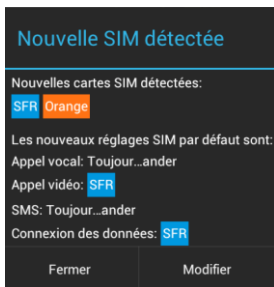 Nouvelle SIM détectée
Nouvelles cartes SIM détectées:
SFR Orange
Les nouveaux réglages SIM par défaut sont:
Appel vocal: Toujour...ander
Appel vidéo: SFR
SMS: Toujour...ander
Connexion des données: SFR
Fermer Modifier